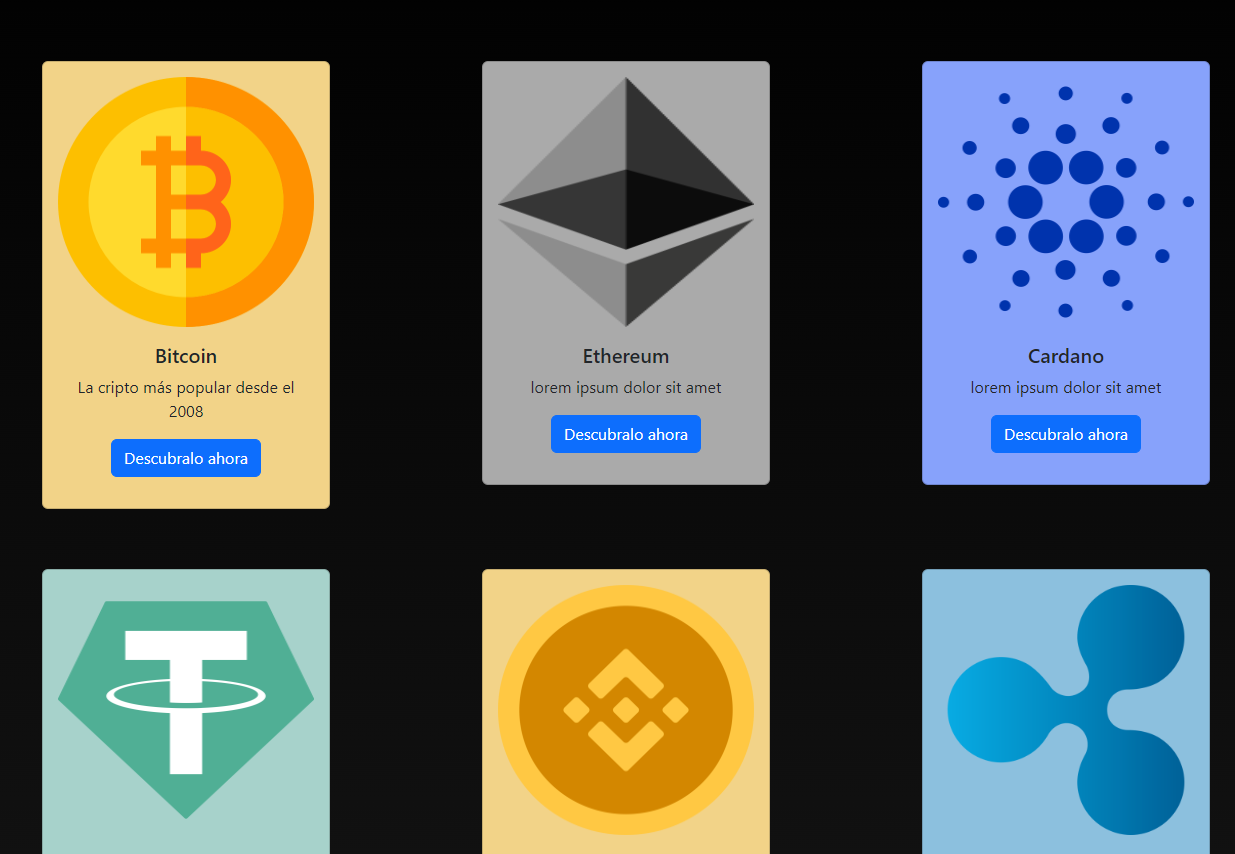 Bitcoin
La cripto más popular desde el
2008
Descubralo ahora
Ethereum
lorem ipsum dolor sit amet
Descubralo ahora
Cardano
lorem ipsum dolor sit amet
Descubralo ahora